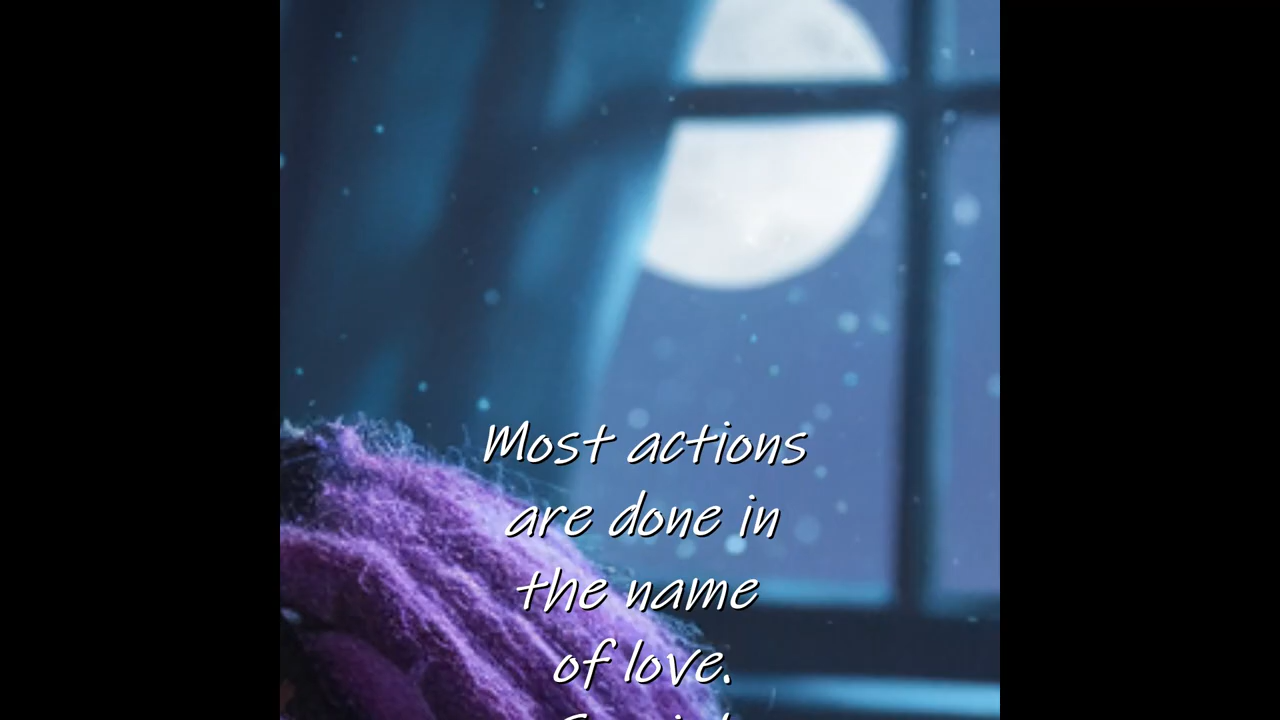 Most actions
are done in
the name
of love.